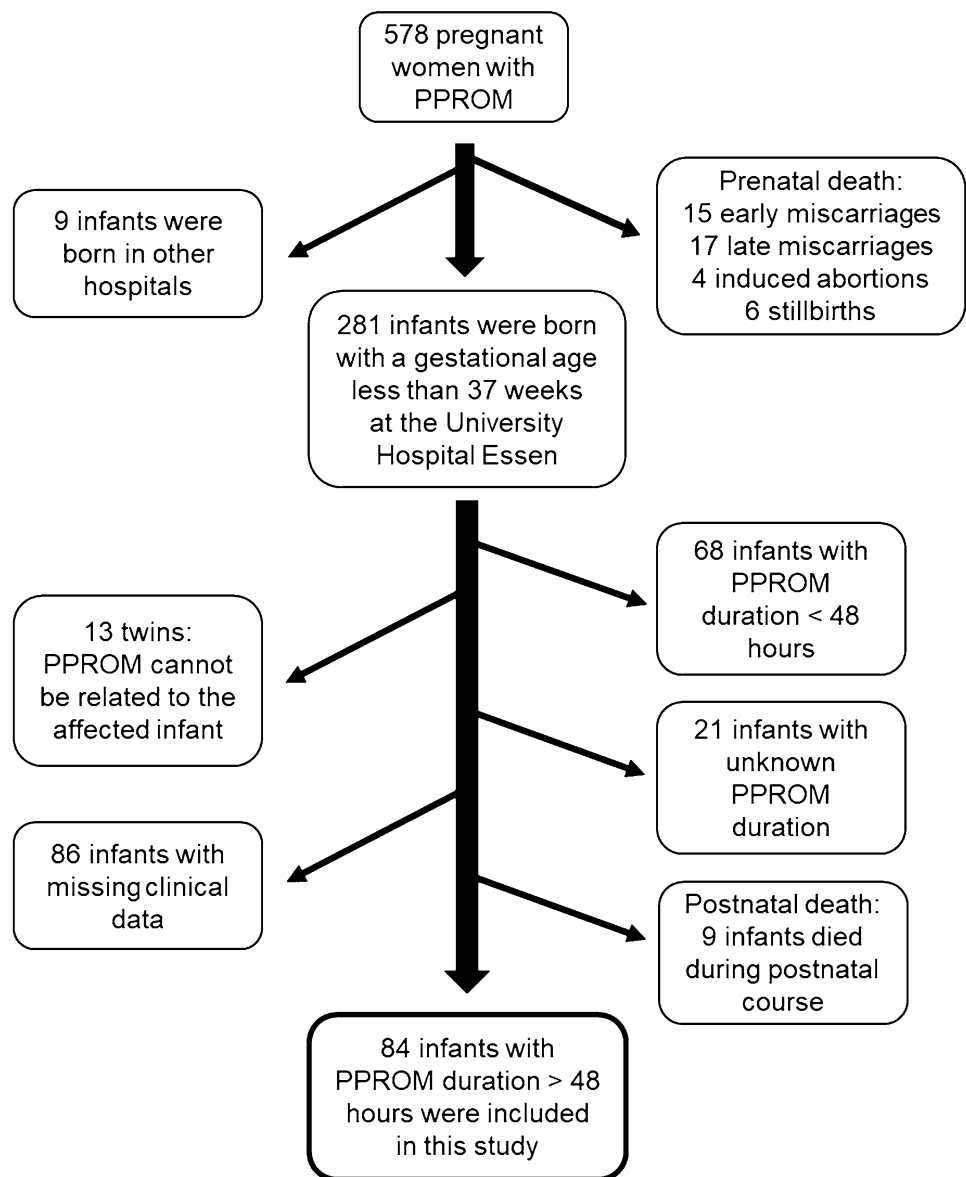 578 pregnant
women with
PPROM
9 infants were
born in other
hospitals
Prenatal death:
15 early miscarriages
17 late miscarriages
4 induced abortions
6 stillbirths
281 infants were born
with a gestational age
less than 37 weeks
at the University
Hospital Essen
68 infants with
PPROM
duration < 48
hours
13 twins:
PPROM cannot
be related to the
affected infant
21 infants with
unknown
PPROM
duration
86 infants with
missing clinical
data
Postnatal death:
9 infants died
during postnatal
course
84 infants with
PPROM duration > 48
hours were included
in this study